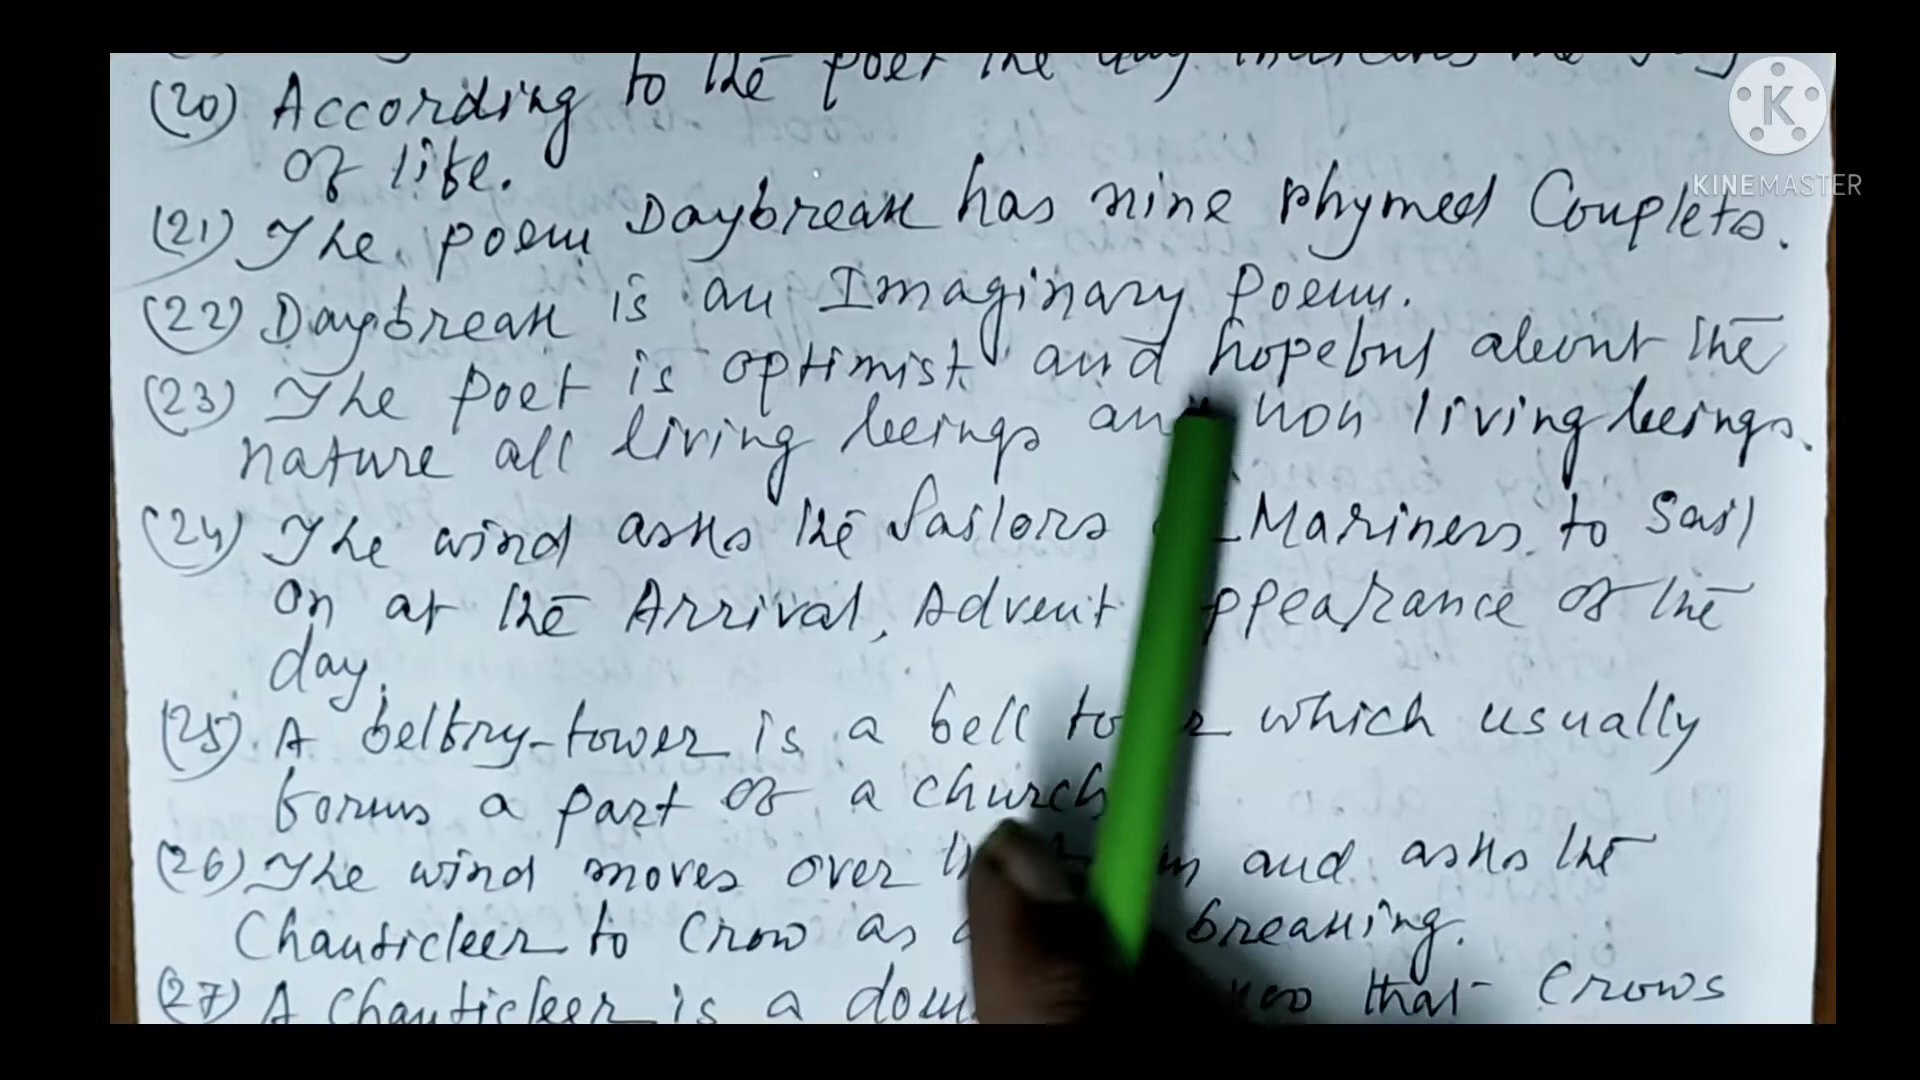 (20) According to the poet the day
of life.
(21) The poem Daybreak has nine rhymed Couplets.
(22) Daybreak is an Imaginary Poem.
(23) The Poet is optimist and hopeful about the
nature all living beings and non living beings.
(24) The wind asks the Sailors Mariners to Sail
on at the Arrival, Advent ppearance of the
day.
(25). A belfry-tower is a bell tower which usually
forms a part of a church
(26) The wind moves over and asks the
Chanticleer to Crow as breaking.
(27) A Chanticleer is a that Crows
KINEMASTER